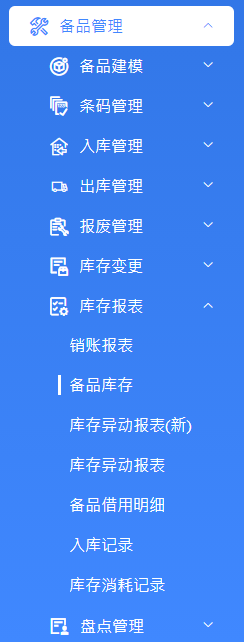 备品管理
备品建模
条码管理
入库管理
出库管理
报废管理
库存变更
库存报表
销账报表
备品库存
库存异动报表(新)
库存异动报表
备品借用明细
入库记录
库存消耗记录
盘点管理